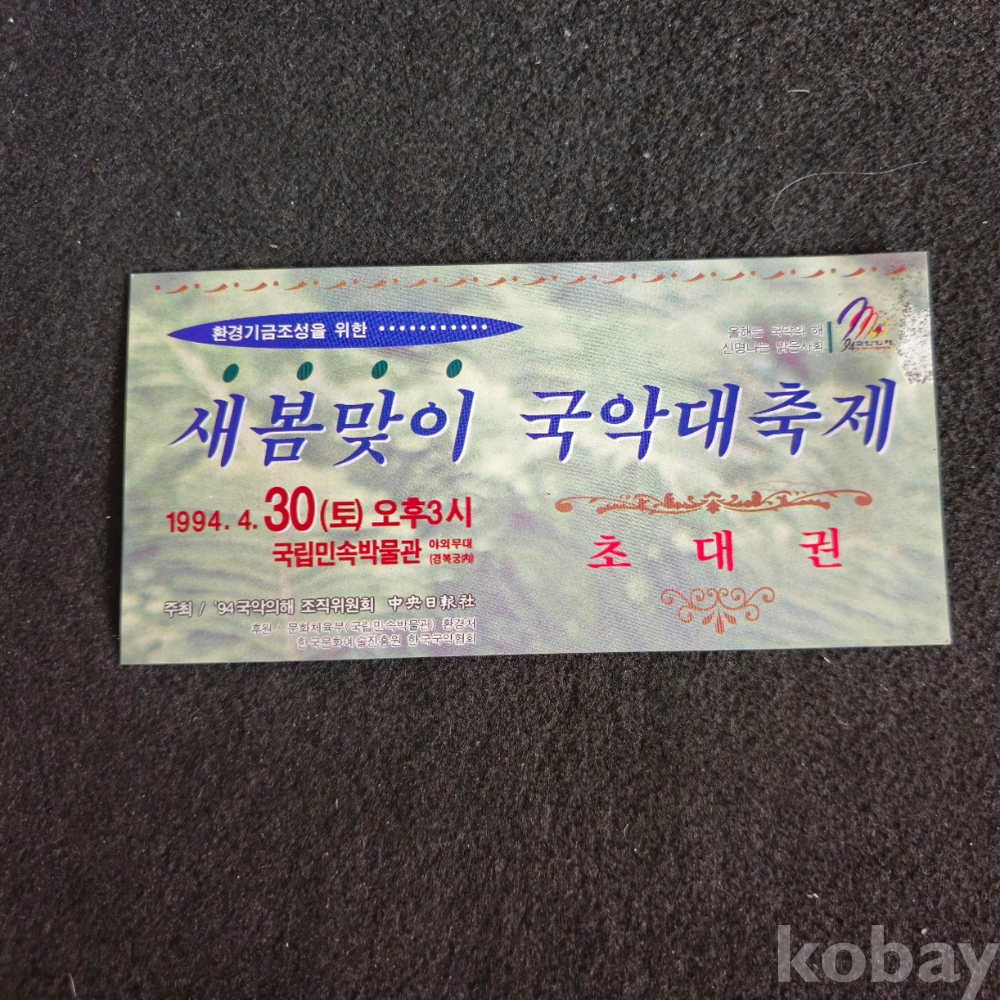 환경기금조성을 위한 ············
올해는 국악의 해
신명나는 맑은사회
새봄맞이 국악대축제
1994. 4. 30(토) 오후3시
국립민속박물관 야외무대
(경복궁內)
초 대 권
주최 / '94국악의해 조직위원회 中央日報社
후원 / 문화체육부(국립민속박물관) 환경처
한국문화예술진흥원 한국국악협회
kobay